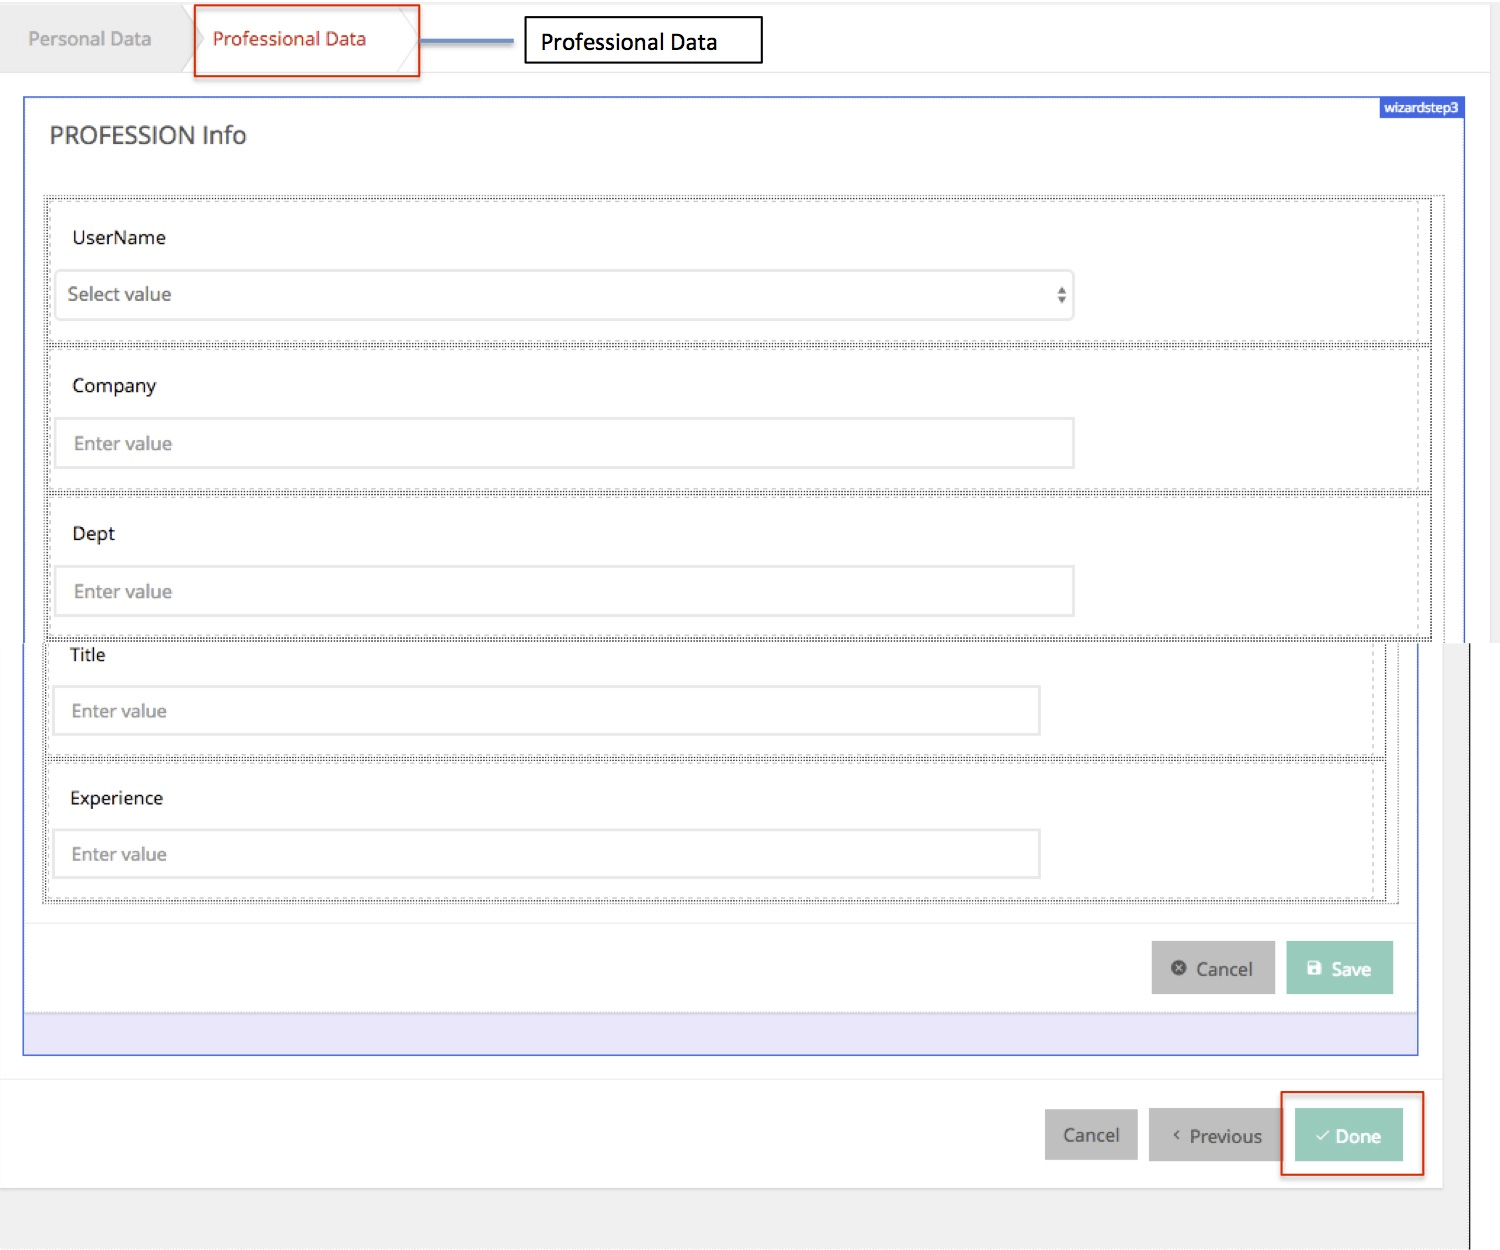 Personal Data
Professional Data
Professional Data
wizardstep3
PROFESSION Info
UserName
Select value
Company
Enter value
Dept
Enter value
Title
Enter value
Experience
Enter value
Cancel
Save
Cancel
Previous
Done